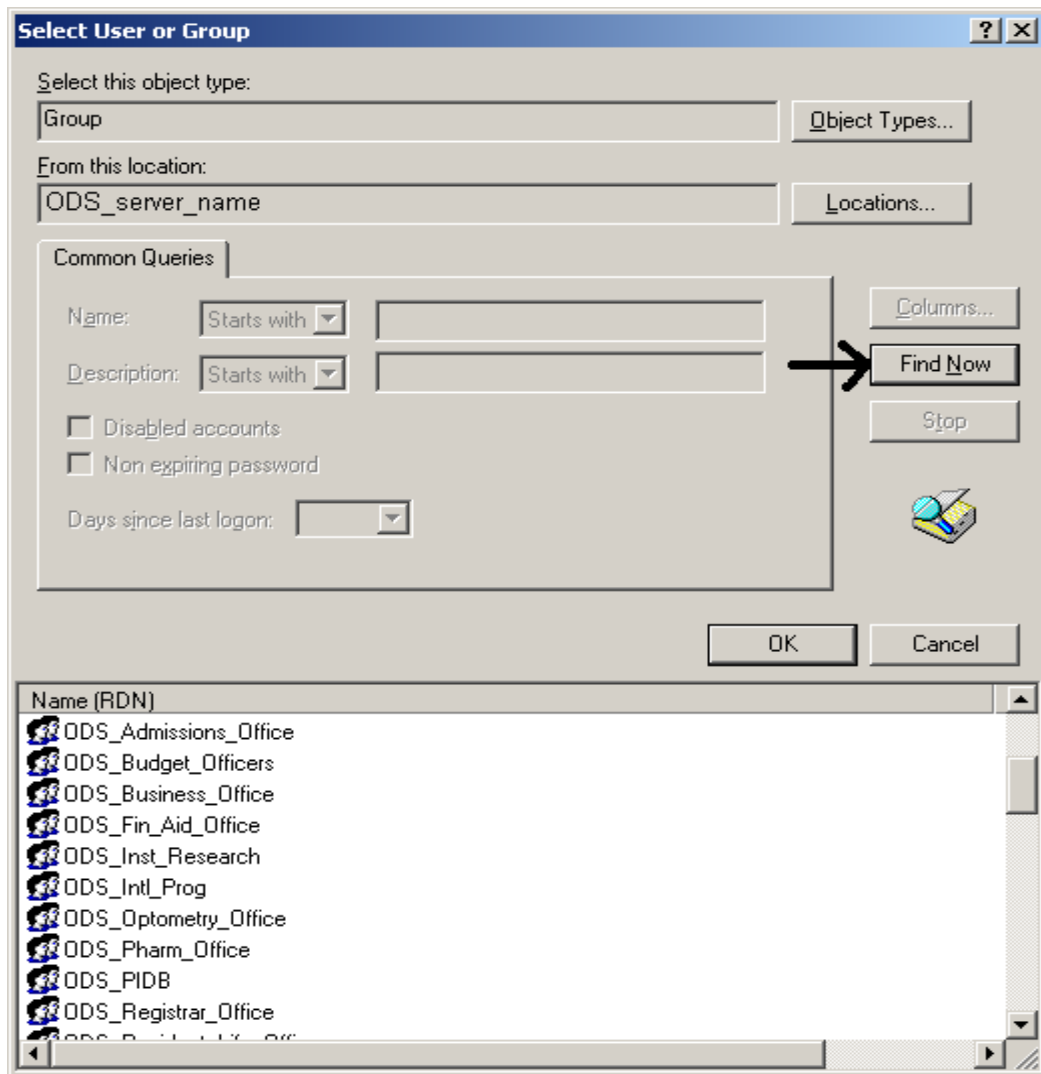 Select User or Group
Select this object type:
Group
Object Types...
From this location:
ODS_server_name
Locations...
Common Queries
Name:
Starts with
Columns...
Description:
Starts with
Find Now
Disabled accounts
Stop
Non expiring password
Days since last logon:
OK
Cancel
Name (RDN)
ODS_Admissions_Office
ODS_Budget_Officers
ODS_Business_Office
ODS_Fin_Aid_Office
ODS_Inst_Research
ODS_Intl_Prog
ODS_Optometry_Office
ODS_Pharm_Office
ODS_PIDB
ODS_Registrar_Office